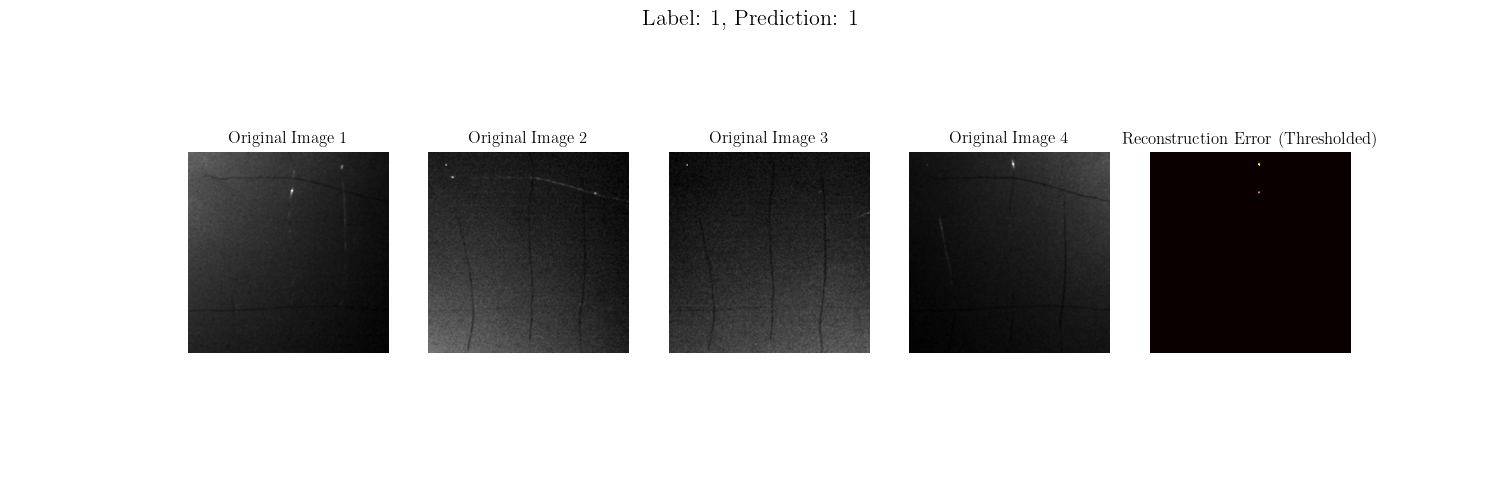 Label: 1, Prediction: 1
Original Image 1
Original Image 2
Original Image 3
Original Image 4
Reconstruction Error (Thresholded)